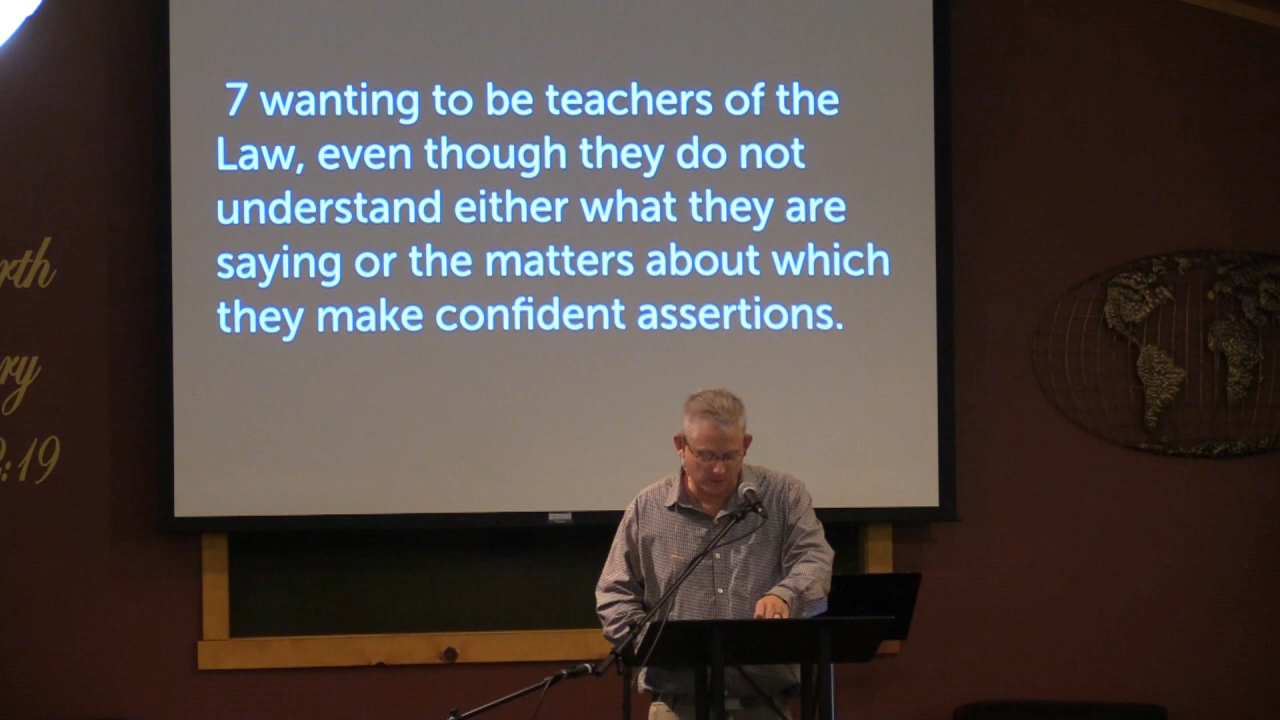 7 wanting to be teachers of the
Law, even though they do not
understand either what they are
saying or the matters about which
they make confident assertions.
:19